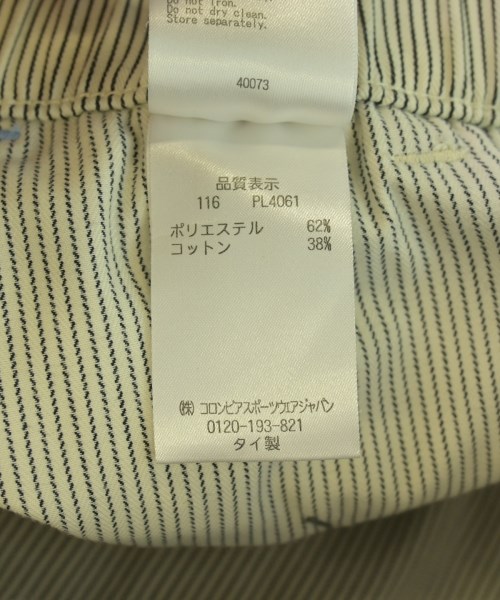 Do not iron.
Do not dry clean.
Store separately.
40073
品質表示
116 PL4061
ポリエステル 62%
コットン 38%
㈱ コロンビアスポーツウェアジャパン
0120-193-821
タイ製